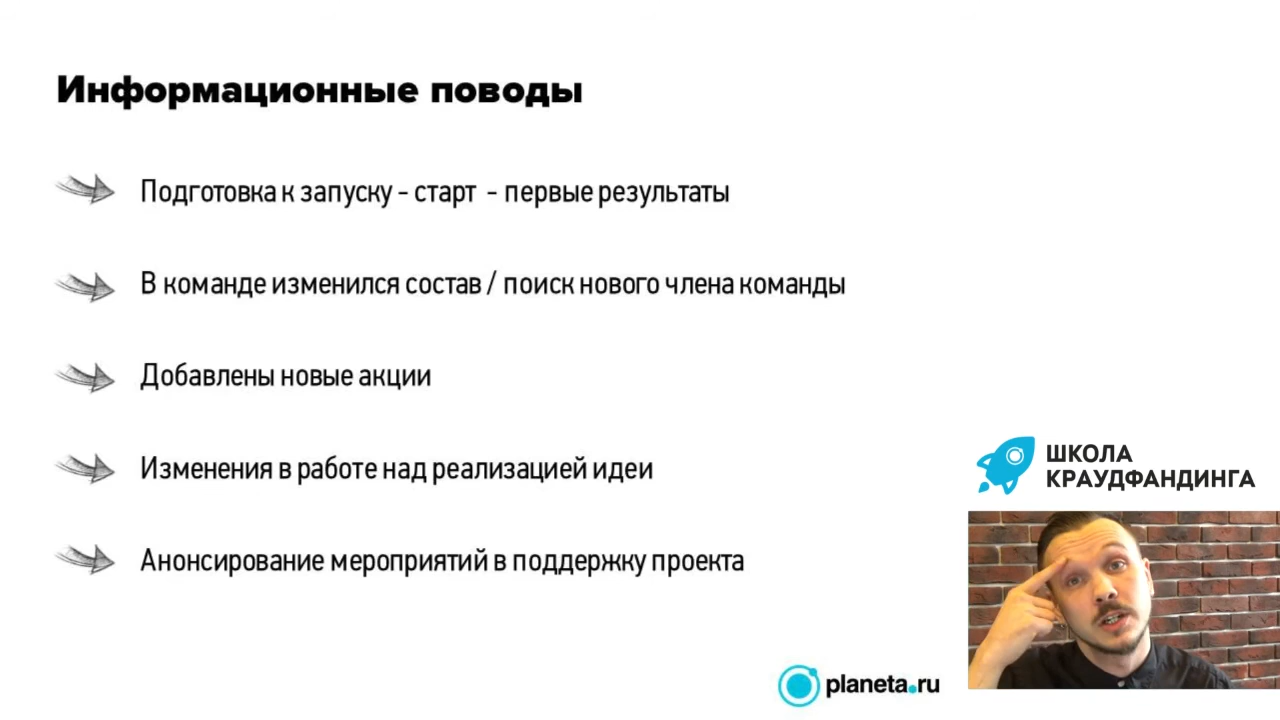 Информационные поводы
Подготовка к запуску - старт - первые результаты
В команде изменился состав / поиск нового члена команды
Добавлены новые акции
Изменения в работе над реализацией идеи
Анонсирование мероприятий в поддержку проекта
ШКОЛА
КРАУДФАНДИНГА
planeta.ru